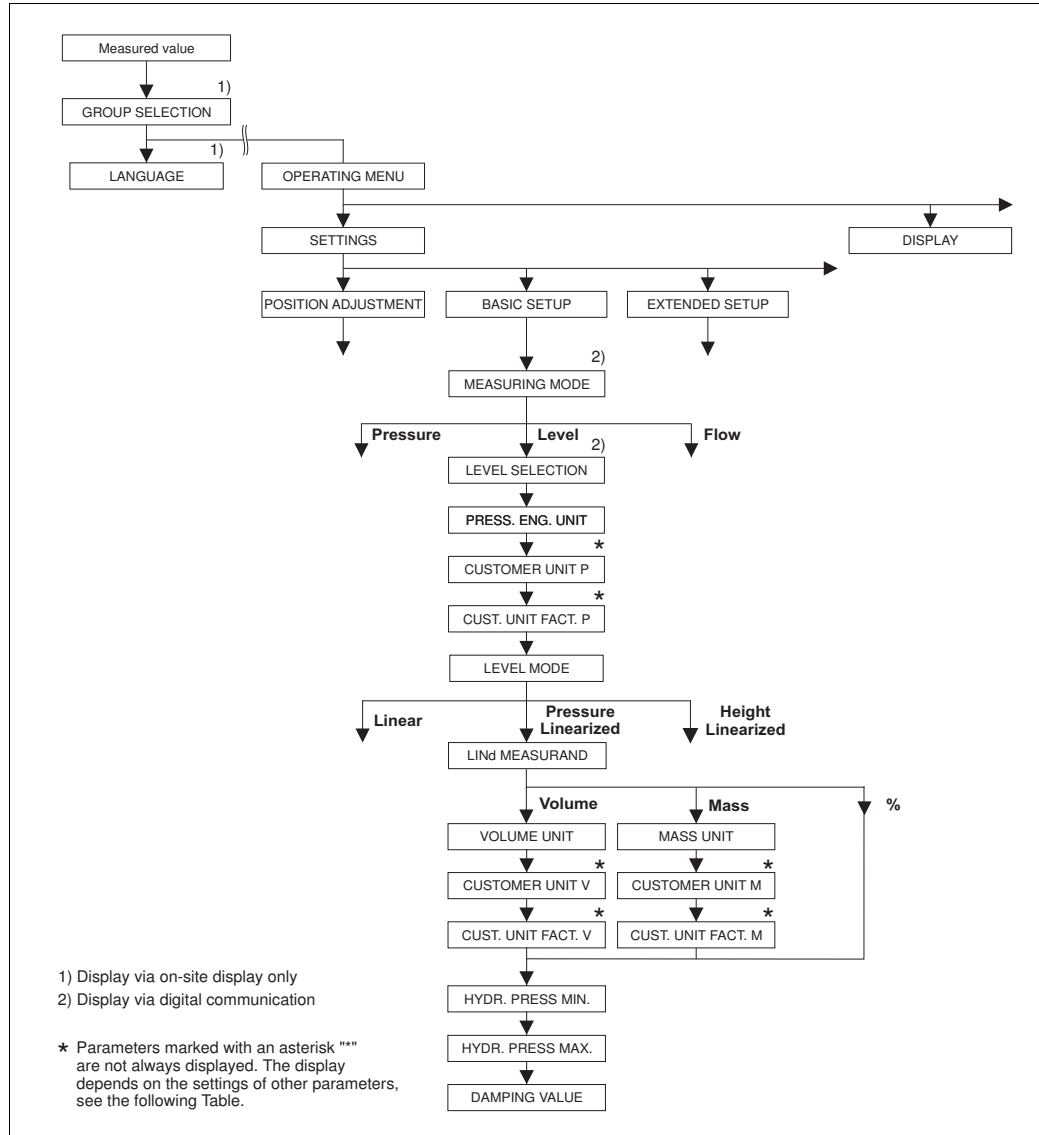 Measured value
1)
GROUP SELECTION
1)
LANGUAGE
OPERATING MENU
SETTINGS
DISPLAY
POSITION ADJUSTMENT
BASIC SETUP
EXTENDED SETUP
2)
MEASURING MODE
Pressure
Level
Flow
2)
LEVEL SELECTION
PRESS. ENG. UNIT
*
CUSTOMER UNIT P
*
CUST. UNIT FACT. P
LEVEL MODE
Linear
Pressure
Linearized
Height
Linearized
LINd MEASURAND
Volume
Mass
%
VOLUME UNIT
MASS UNIT
*
*
CUSTOMER UNIT V
CUSTOMER UNIT M
*
*
CUST. UNIT FACT. V
CUST. UNIT FACT. M
HYDR. PRESS MIN.
HYDR. PRESS MAX.
DAMPING VALUE
1) Display via on-site display only
2) Display via digital communication
* Parameters marked with an asterisk "*"
are not always displayed. The display
depends on the settings of other parameters,
see the following Table.